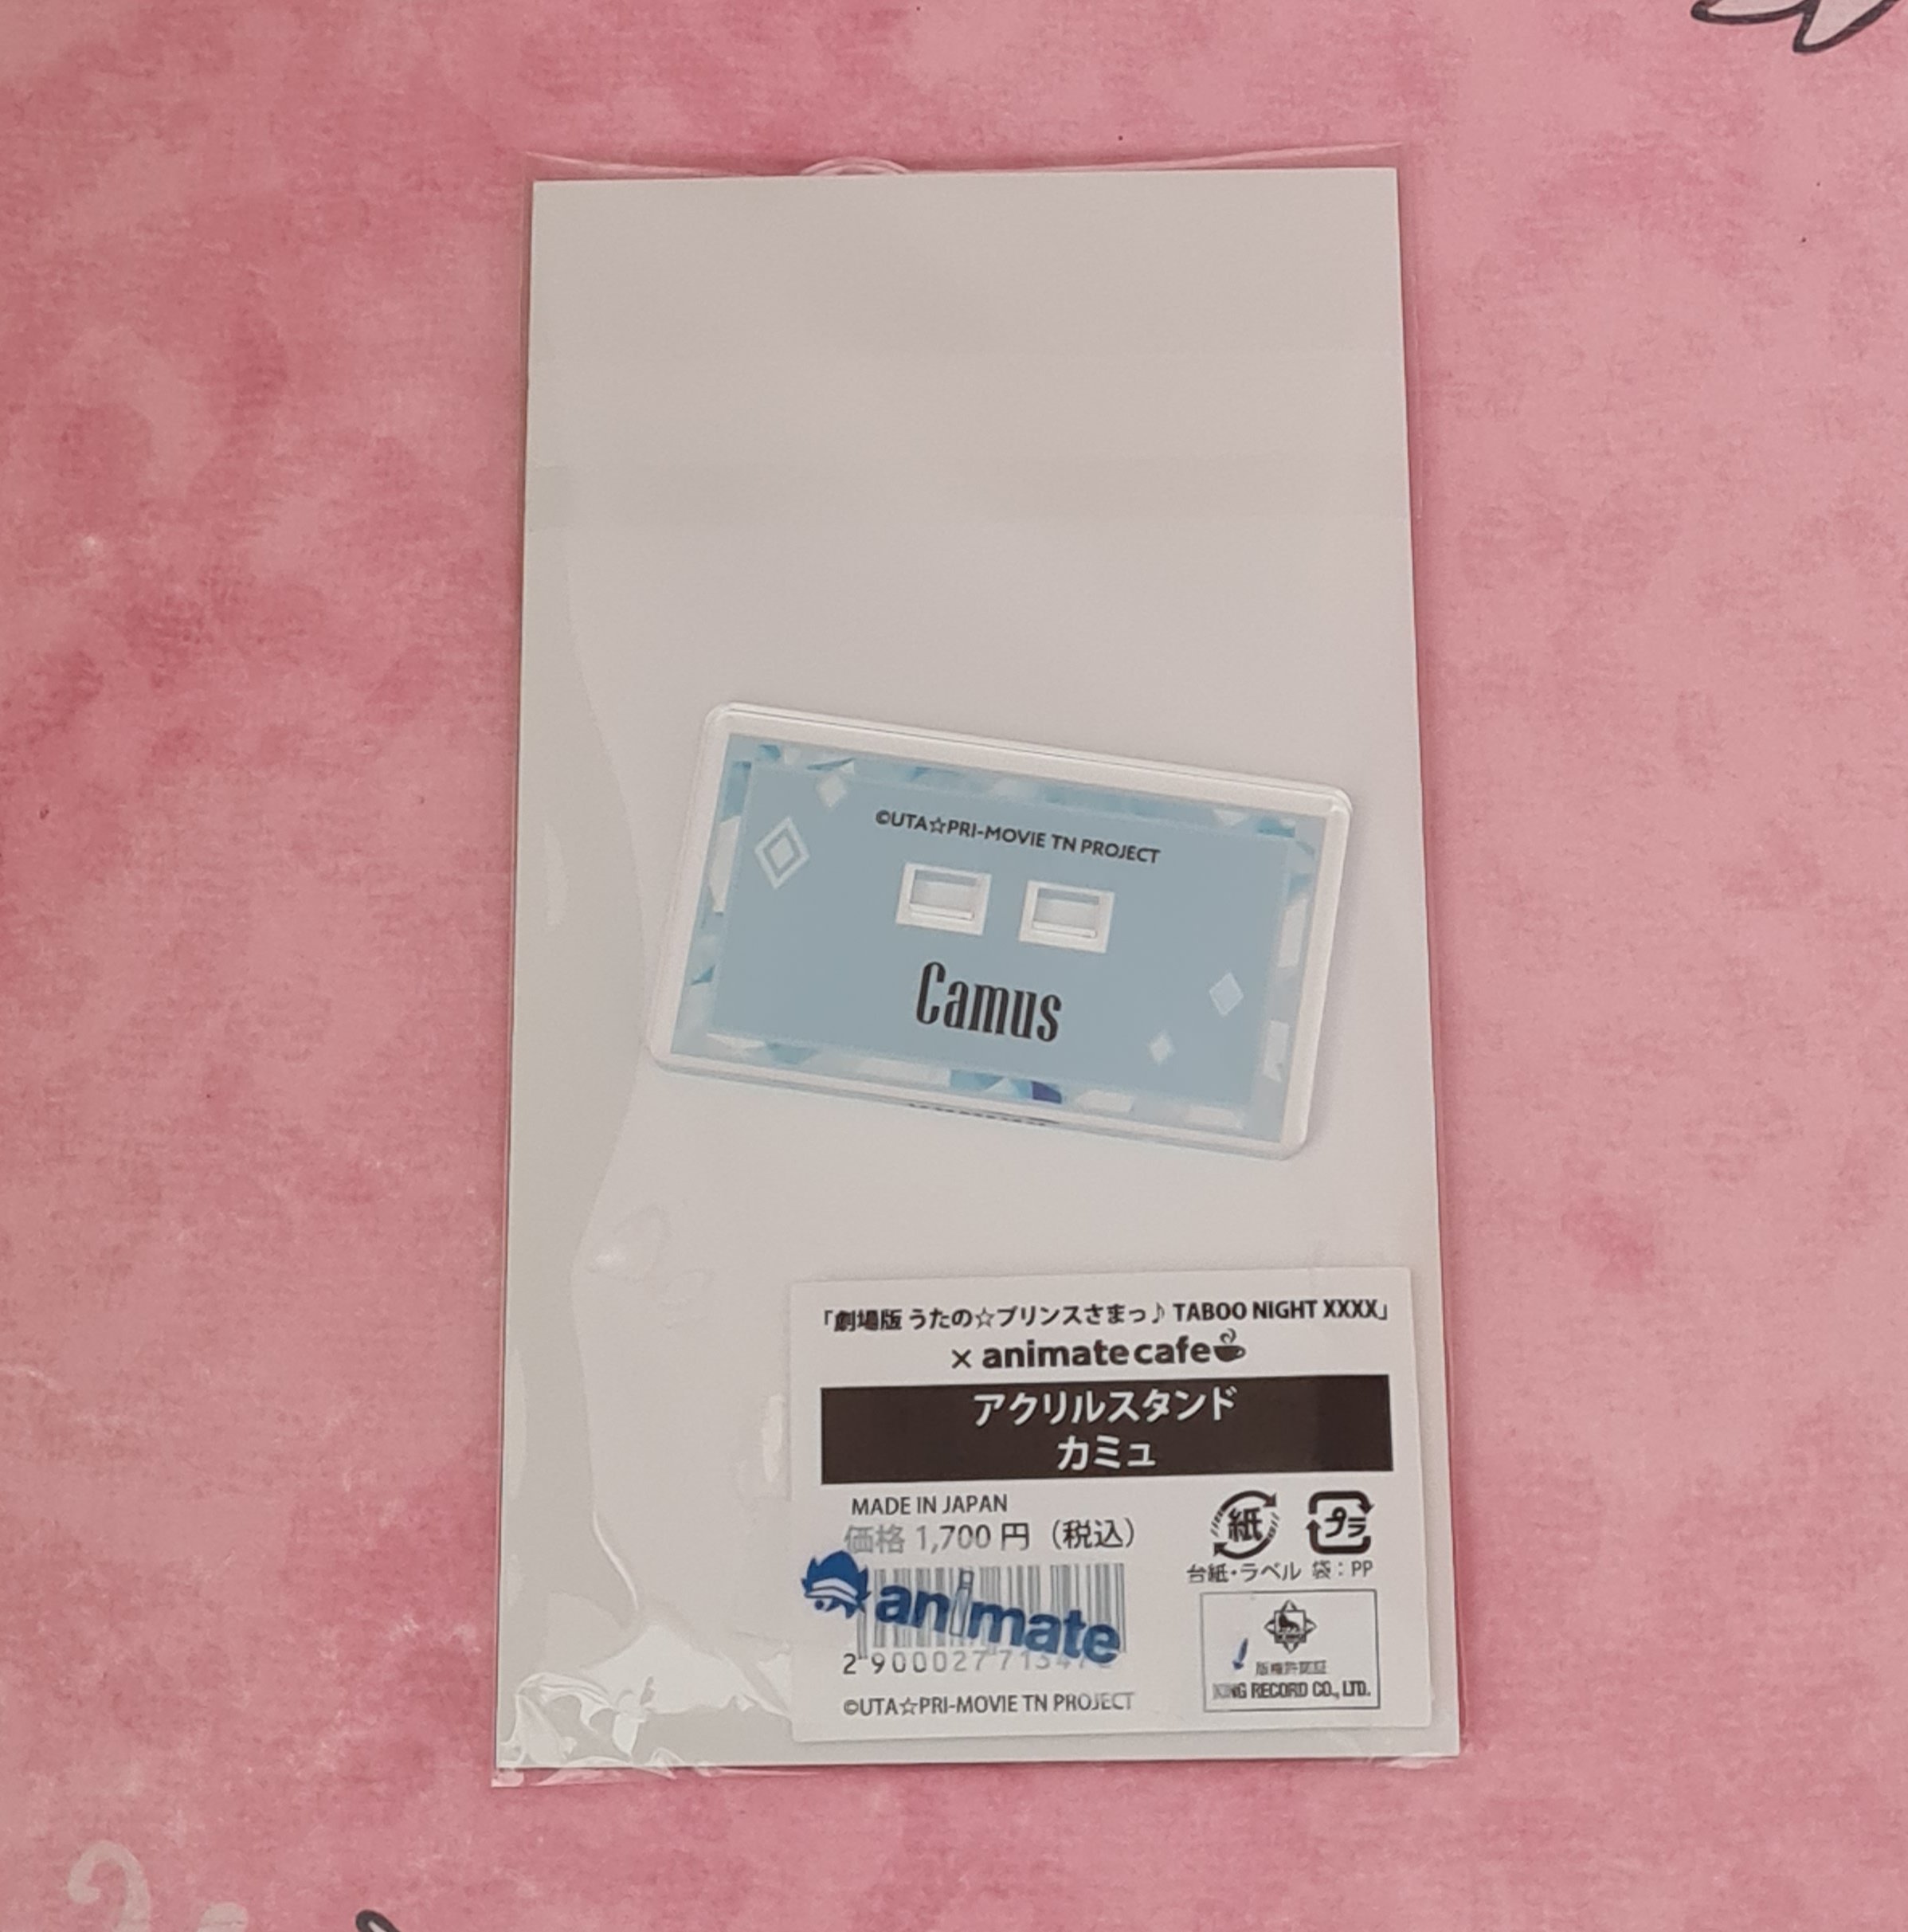 ©UTA☆PRI-MOVIE TN PROJECT
Camus
「劇場版 うたの☆プリンスさまっ♪ TABOO NIGHT XXXX」
× animate cafe
アクリルスタンド
カミュ
MADE IN JAPAN
価格 1,700 円（税込）
紙
プラ
台紙・ラベル 袋：PP
animate
版権許諾証
KING RECORD CO., LTD.
©UTA☆PRI-MOVIE TN PROJECT